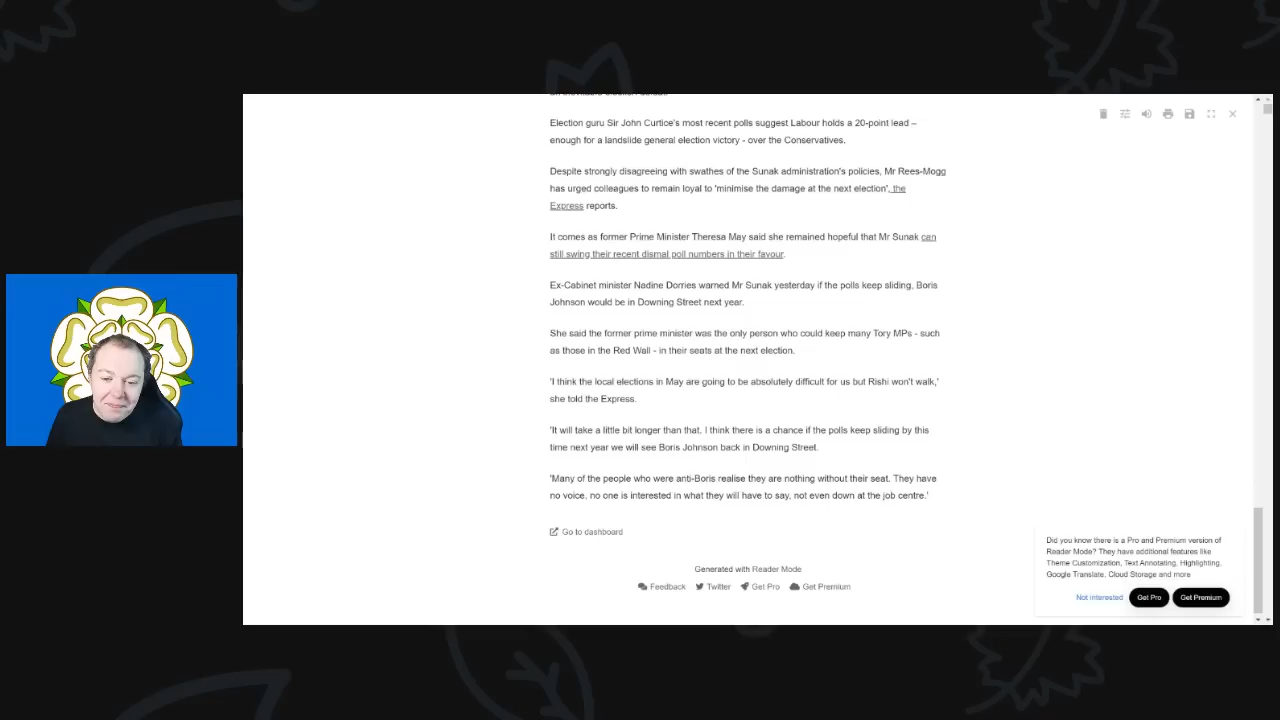 Election guru Sir John Curtice's most recent polls suggest Labour holds a 20-point lead –
enough for a landslide general election victory - over the Conservatives.
Despite strongly disagreeing with swathes of the Sunak administration's policies, Mr Rees-Mogg
has urged colleagues to remain loyal to 'minimise the damage at the next election', the
Express reports.
It comes as former Prime Minister Theresa May said she remained hopeful that Mr Sunak can
still swing their recent dismal poll numbers in their favour.
Ex-Cabinet minister Nadine Dorries warned Mr Sunak yesterday if the polls keep sliding, Boris
Johnson would be in Downing Street next year.
She said the former prime minister was the only person who could keep many Tory MPs - such
as those in the Red Wall - in their seats at the next election.
'I think the local elections in May are going to be absolutely difficult for us but Rishi won't walk,'
she told the Express.
'It will take a little bit longer than that, I think there is a chance if the polls keep sliding by this
time next year we will see Boris Johnson back in Downing Street.
'Many of the people who were anti-Boris realise they are nothing without their seat. They have
no voice, no one is interested in what they will have to say, not even down at the job centre.'
Go to dashboard
Generated with Reader Mode
Feedback Twitter Get Pro Get Premium
Did you know there is a Pro and Premium version of
Reader Mode? They have additional features like
Theme Customization, Text Annotating, Highlighting,
Google Translate, Cloud Storage and more
Not interested Get Pro Get Premium